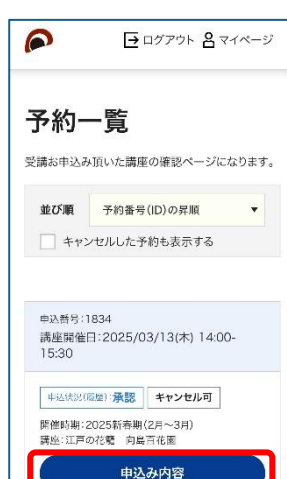 ログアウト マイページ
予約一覧
受講お申込み頂いた講座の確認ページになります。
並び順 予約番号(ID)の昇順 ▼
キャンセルした予約も表示する
申込番号:1834
講座開催日:2025/03/13(木) 14:00-
15:30
申込状況(履歴):承認 キャンセル可
開催時期:2025新春期(2月～3月)
講座:江戸の花暦 向島百花園
申込み内容